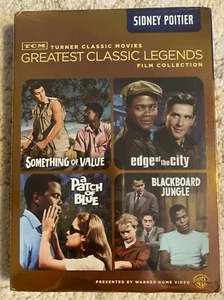 SIDNEY POITIER
TCM TURNER CLASSIC MOVIES
GREATEST CLASSIC LEGENDS
FILM COLLECTION
SOMETHING OF VALUE
edge of the City
a Patch of Blue
BLACKBOARD
JUNGLE
PRESENTED BY WARNER HOME VIDEO